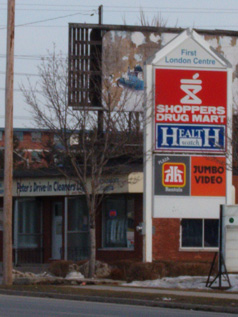 First
London Centre
SHOPPERS
DRUG MART
HEALTH
WATCH
JUMBO
VIDEO
Peter's Drive-In Cleaners